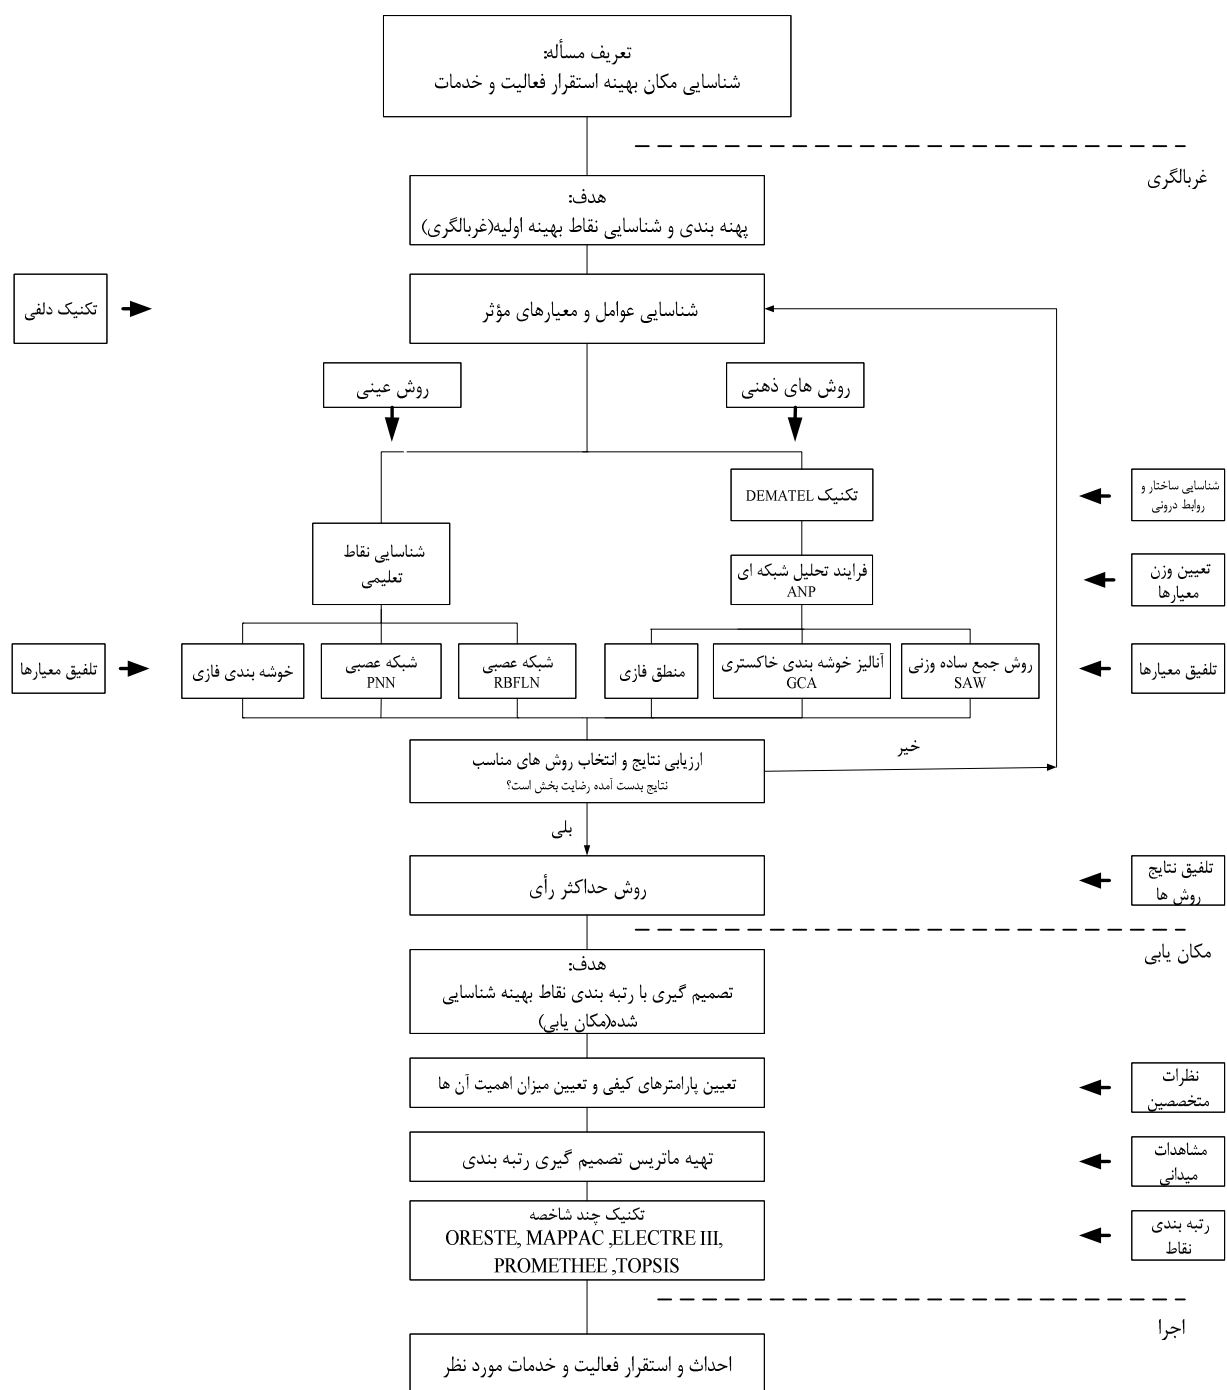 تعریف مسأله:
شناسایی مکان بهینه استقرار فعالیت و خدمات
غربالگری
هدف:
پهنه بندی و شناسایی نقاط بهینه اولیه(غربالگری)
شناسایی عوامل و معیارهای مؤثر
تکنیک دلفی
روش های ذهنی
روش عینی
شناسایی ساختار و
روابط درونی
تکنیک DEMATEL
شناسایی نقاط
تعلیمی
تعیین وزن
معیارها
فرایند تحلیل شبکه ای
ANP
تلفیق معیارها
روش جمع ساده وزنی
SAW
آنالیز خوشه بندی خاکستری
GCA
منطق فازی
شبکه عصبی
RBFLN
شبکه عصبی
PNN
خوشه بندی فازی
تلفیق معیارها
ارزیابی نتایج و انتخاب روش های مناسب
نتایج بدست آمده رضایت بخش است؟
خیر
بلی
تلفیق نتایج
روش ها
روش حداکثر رأی
مکان یابی
هدف:
تصمیم گیری با رتبه بندی نقاط بهینه شناسایی
شده(مکان یابی)
نظرات
متخصصین
تعیین پارامترهای کیفی و تعیین میزان اهمیت آن ها
مشاهدات
میدانی
تهیه ماتریس تصمیم گیری رتبه بندی
رتبه بندی
نقاط
تکنیک چند شاخصه
ORESTE, MAPPAC ,ELECTRE III,
PROMETHEE ,TOPSIS
اجرا
احداث و استقرار فعالیت و خدمات مورد نظر